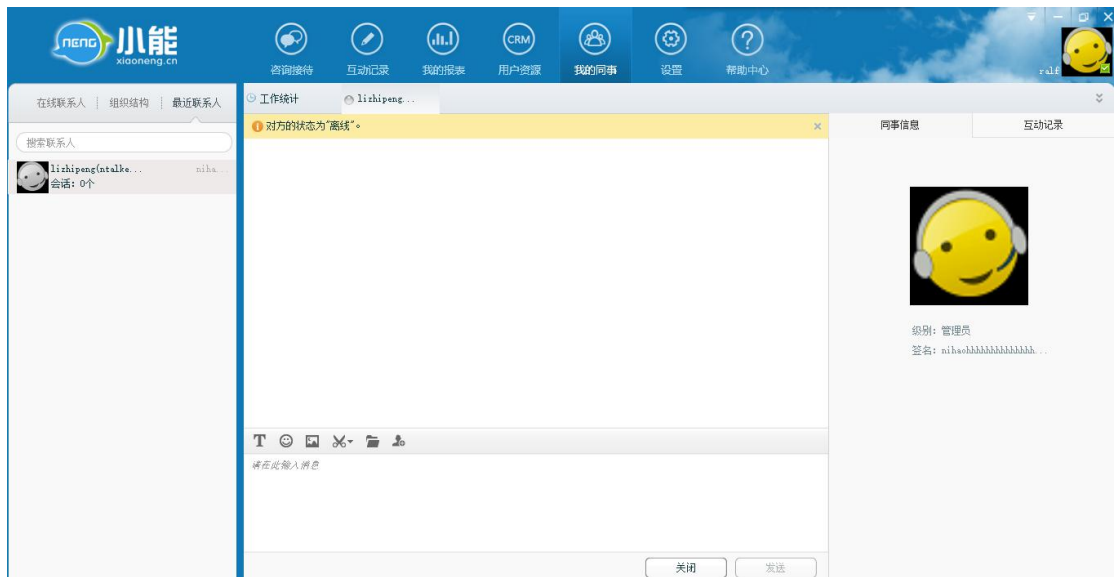 neng 小能
xiaoneng.cn
咨询接待
互动记录
我的报表
CRM
用户资源
我的同事
设置
帮助中心
ralf
在线联系人 | 组织结构 | 最近联系人
工作统计
lizhipeng...
对方的状态为"离线"。
同事信息
互动记录
搜索联系人
lizhipeng(ntalke... niha...
会话: 0个
级别: 管理员
签名: nihaohhhhhhhhhhhhhh...
T
请在此输入消息
关闭
发送